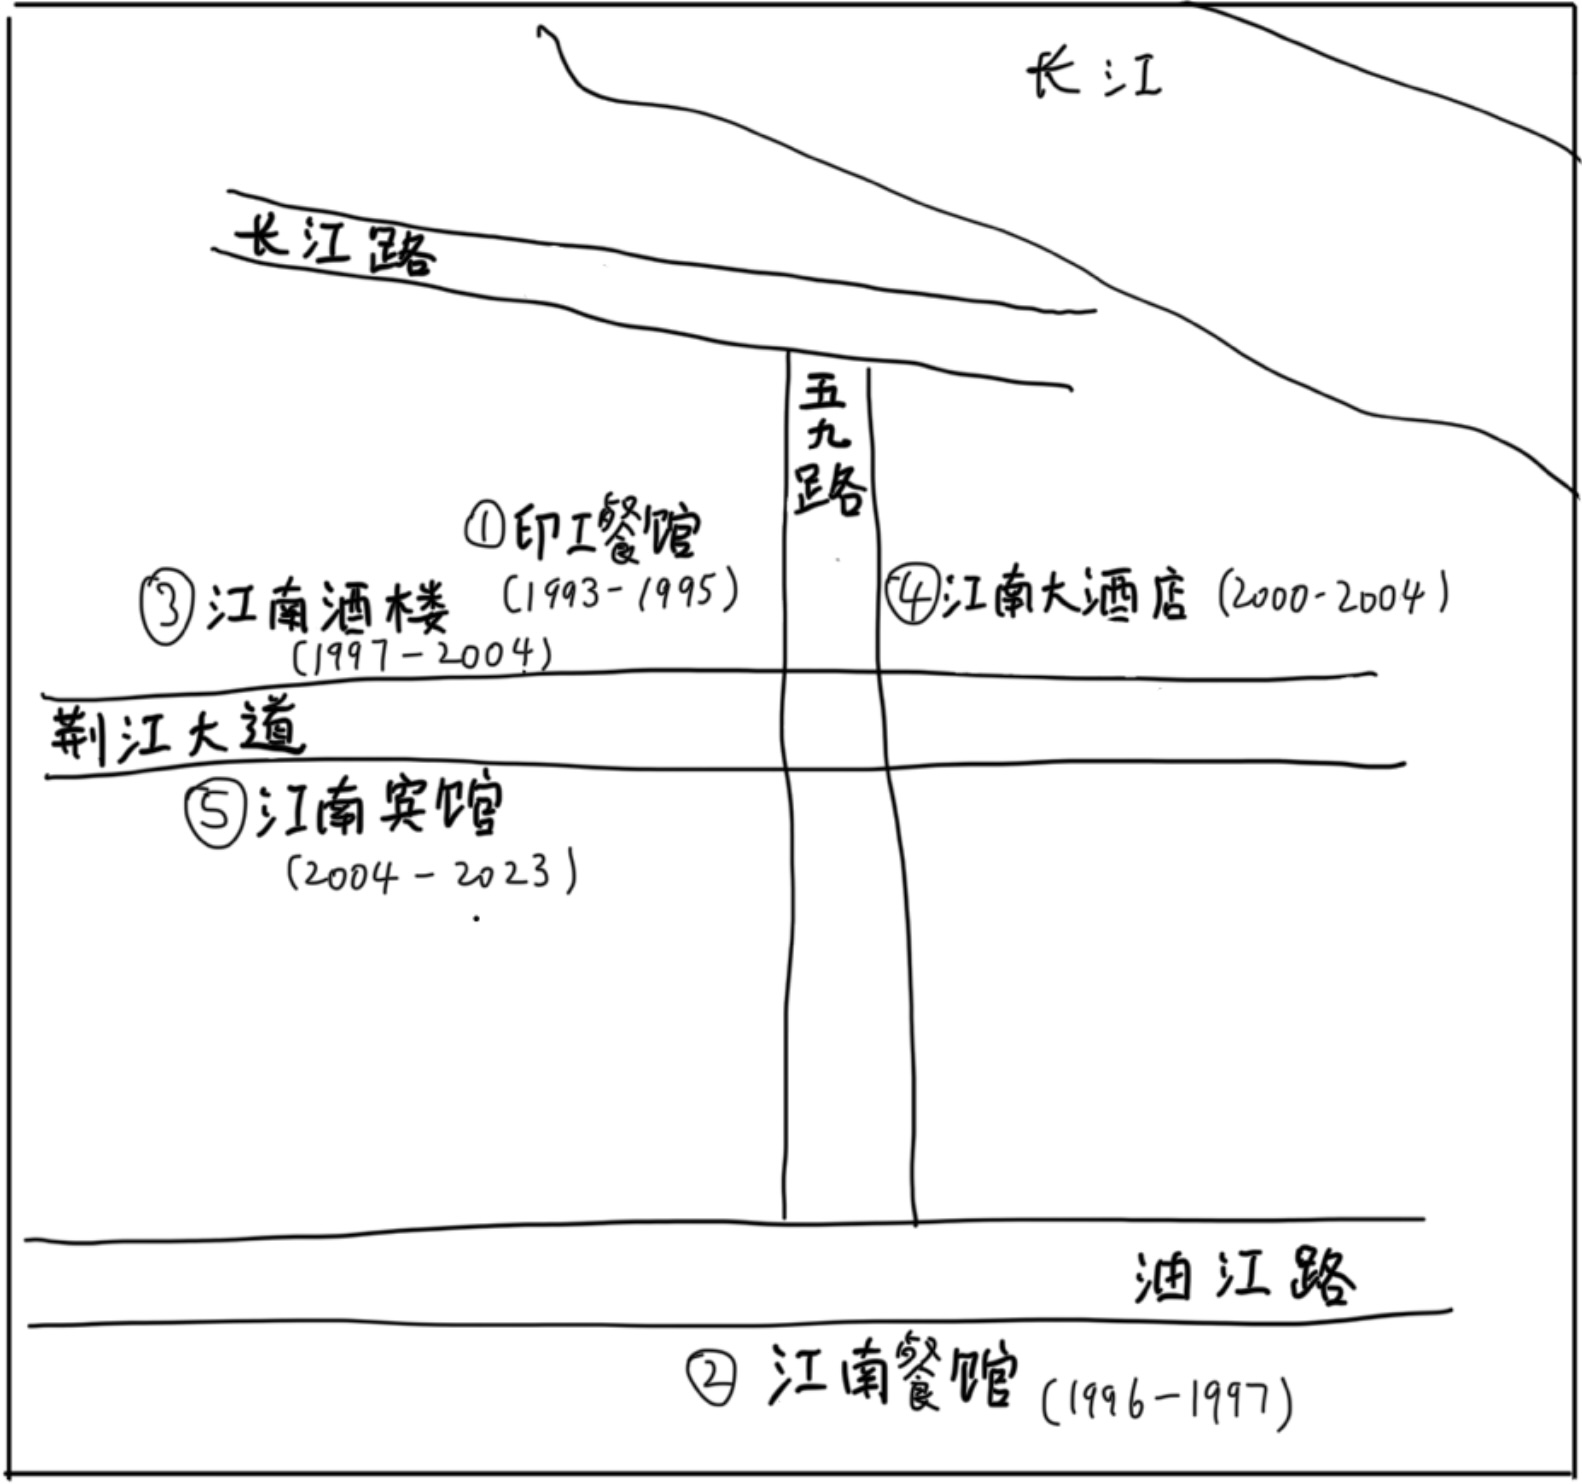 长江
长江路
五九路
①印工餐馆
(1993-1995)
③江南酒楼
(1997-2004)
④江南大酒店(2000-2004)
荆江大道
⑤江南宾馆
(2004-2023)
油江路
②江南餐馆(1996-1997)